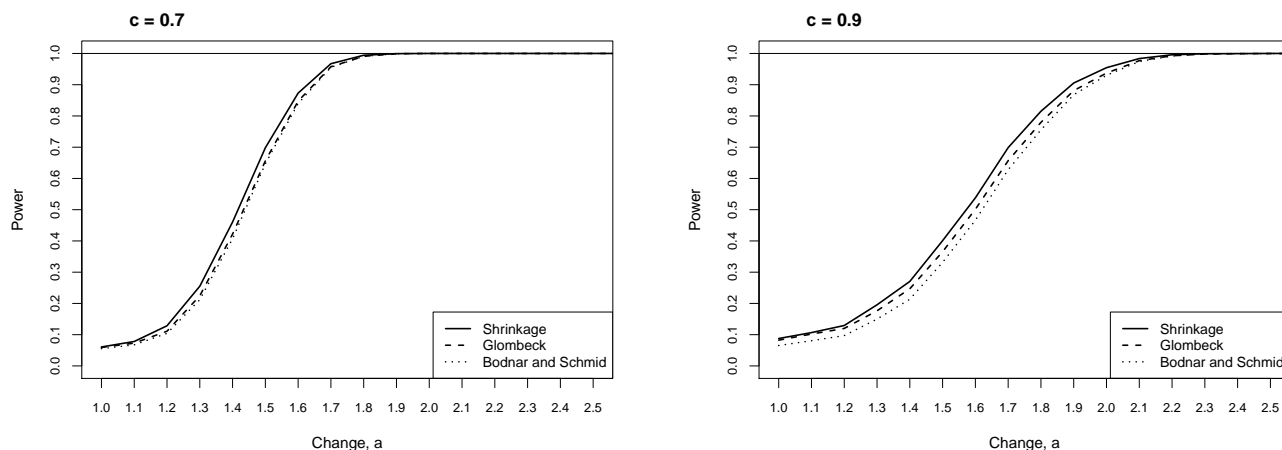 c = 0.7
Power
1.0
0.9
0.8
0.7
0.6
0.5
0.4
0.3
0.2
0.1
0.0
Shrinkage
Glombeck
Bodnar and Schmid
1.0 1.1 1.2 1.3 1.4 1.5 1.6 1.7 1.8 1.9 2.0 2.1 2.2 2.3 2.4 2.5
Change, a
c = 0.9
Power
1.0
0.9
0.8
0.7
0.6
0.5
0.4
0.3
0.2
0.1
0.0
Shrinkage
Glombeck
Bodnar and Schmid
1.0 1.1 1.2 1.3 1.4 1.5 1.6 1.7 1.8 1.9 2.0 2.1 2.2 2.3 2.4 2.5
Change, a